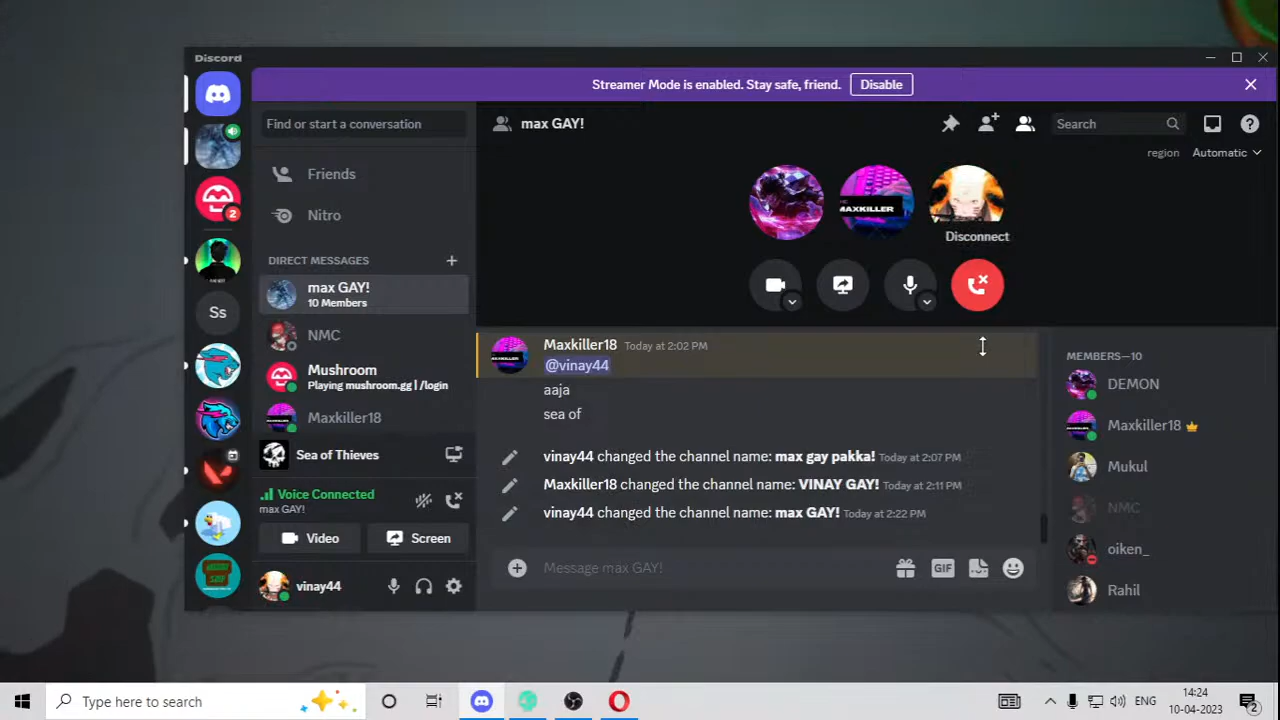 Discord
Streamer Mode is enabled. Stay safe, friend. Disable
Find or start a conversation
max GAY!
Search
region Automatic
Friends
Nitro
DIRECT MESSAGES
max GAY!
10 Members
NMC
Mushroom
Playing mushroom.gg | /login
Maxkiller18
Sea of Thieves
Voice Connected
max GAY!
Video
Screen
vinay44
2
Ss
MAXKILLER
Disconnect
Maxkiller18 Today at 2:02 PM
@vinay44
aaja
sea of
vinay44 changed the channel name: max gay pakka! Today at 2:07 PM
Maxkiller18 changed the channel name: VINAY GAY! Today at 2:11 PM
vinay44 changed the channel name: max GAY! Today at 2:22 PM
Message max GAY!
GIF
MEMBERS—10
DEMON
Maxkiller18
Mukul
NMC
oiken_
Rahil
Type here to search
ENG
14:24
10-04-2023
2